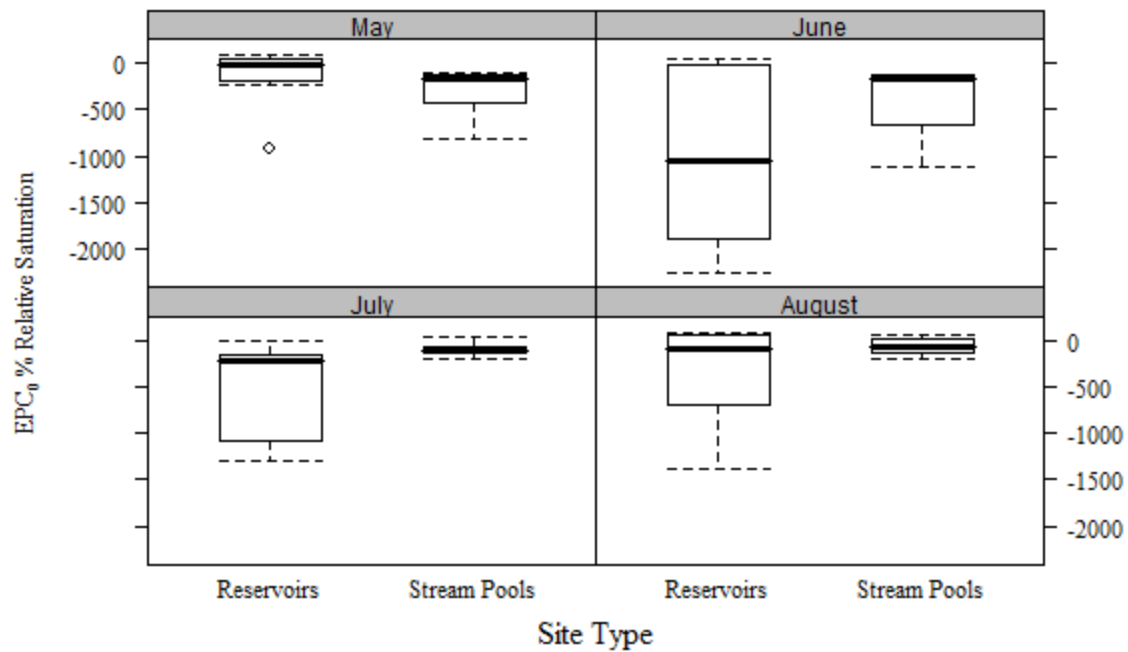 May
June
0
-500
-1000
-1500
-2000
July
August
0
-500
-1000
-1500
-2000
EPC₀ % Relative Saturation
Reservoirs
Stream Pools
Reservoirs
Stream Pools
Site Type